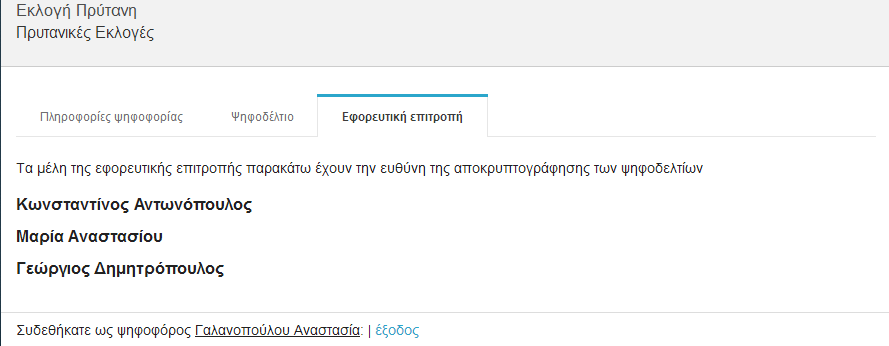 Εκλογή Πρύτανη
Πρυτανικές Εκλογές
Πληροφορίες ψηφοφορίας Ψηφοδέλτιο Εφορευτική επιτροπή
Τα μέλη της εφορευτικής επιτροπής παρακάτω έχουν την ευθύνη της αποκρυπτογράφησης των ψηφοδελτίων
Κωνσταντίνος Αντωνόπουλος
Μαρία Αναστασίου
Γεώργιος Δημητρόπουλος
Συδεθήκατε ως ψηφοφόρος Γαλανοπούλου Αναστασία: | έξοδος